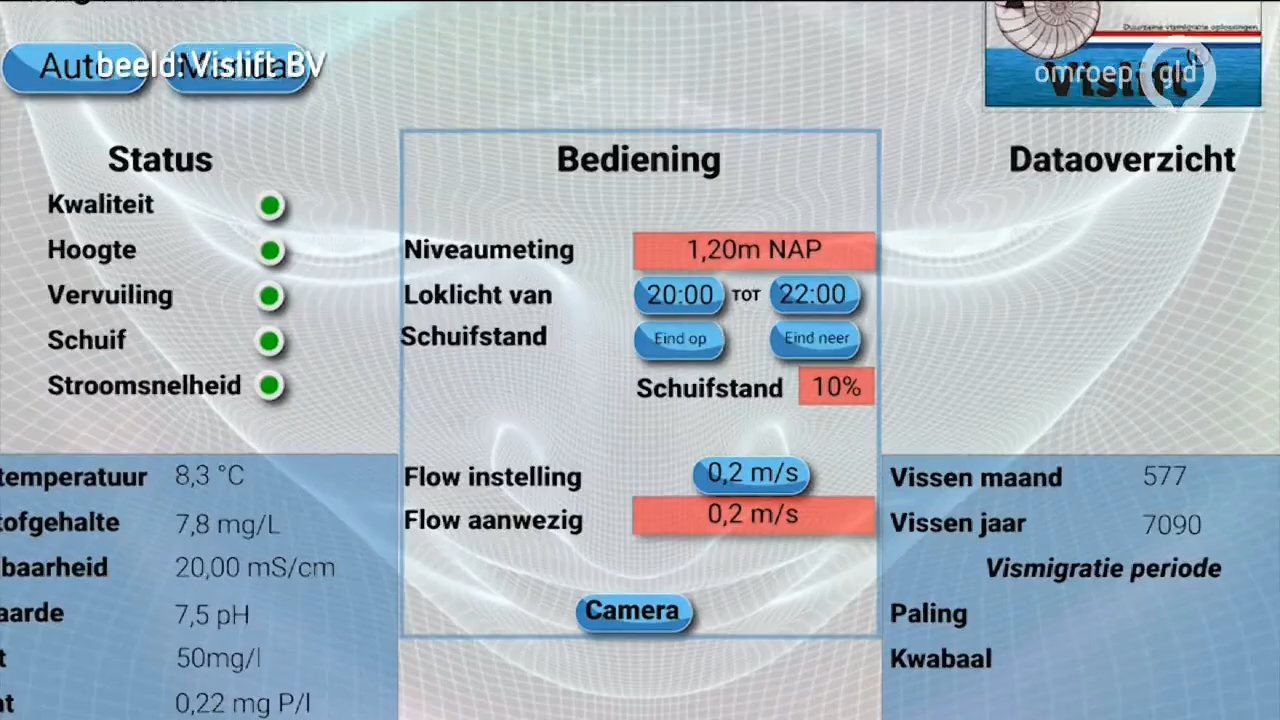 Auto
beeld: Vislift BV
Duurzame vismigratie oplossingen
Vislift
omroep gld
Status
Kwaliteit
Hoogte
Vervuiling
Schuif
Stroomsnelheid
temperatuur 8,3 °C
tofgehalte 7,8 mg/L
baarheid 20,00 mS/cm
aarde 7,5 pH
t 50mg/l
at 0,22 mg P/l
Bediening
Niveaumeting 1,20m NAP
Loklicht van 20:00 TOT 22:00
Schuifstand Eind op Eind neer
Schuifstand 10%
Flow instelling 0,2 m/s
Flow aanwezig 0,2 m/s
Camera
Dataoverzicht
Vissen maand 577
Vissen jaar 7090
Vismigratie periode
Paling
Kwabaal